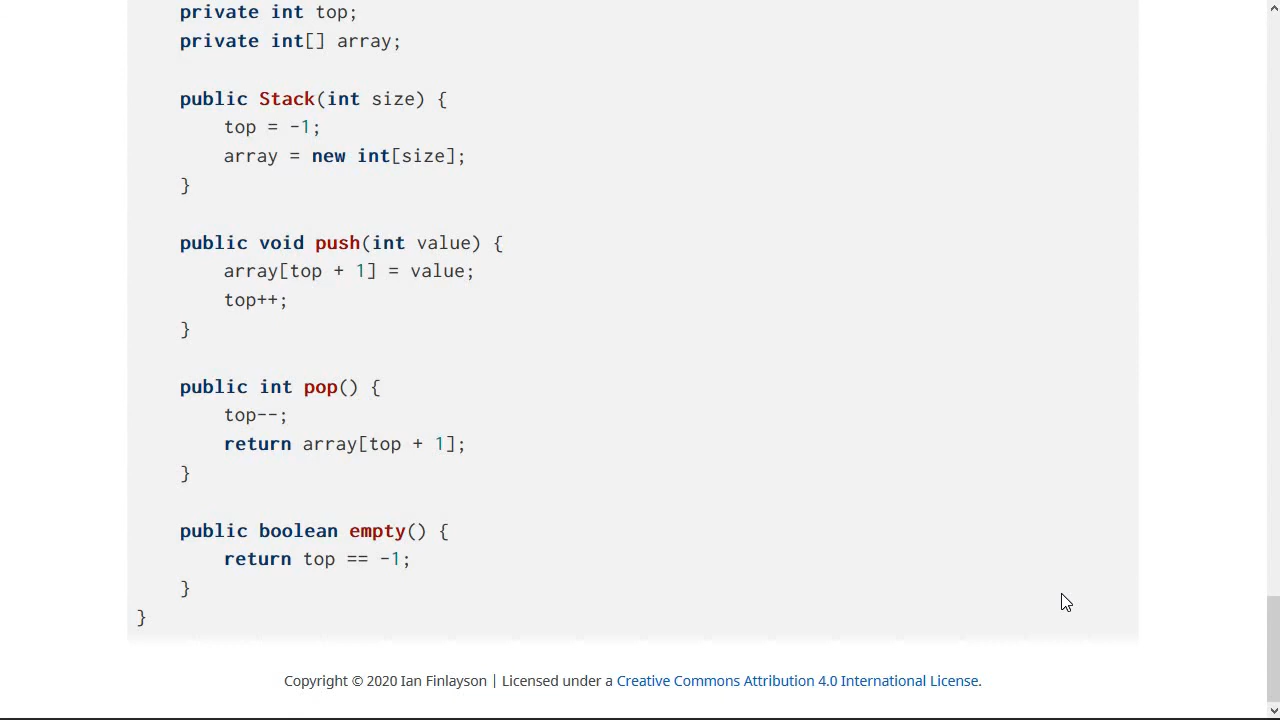 private int top;
private int[] array;
public Stack(int size) {
top = -1;
array = new int[size];
}
public void push(int value) {
array[top + 1] = value;
top++;
}
public int pop() {
top--;
return array[top + 1];
}
public boolean empty() {
return top == -1;
}
}
Copyright © 2020 Ian Finlayson | Licensed under a Creative Commons Attribution 4.0 International License.